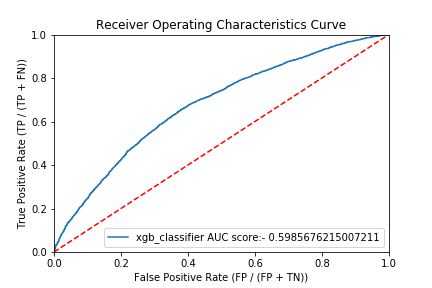 Receiver Operating Characteristics Curve
1.0
0.8
0.6
0.4
0.2
0.0
True Positive Rate (TP / (TP + FN))
xgb_classifier AUC score:- 0.5985676215007211
0.0 0.2 0.4 0.6 0.8 1.0
False Positive Rate (FP / (FP + TN))